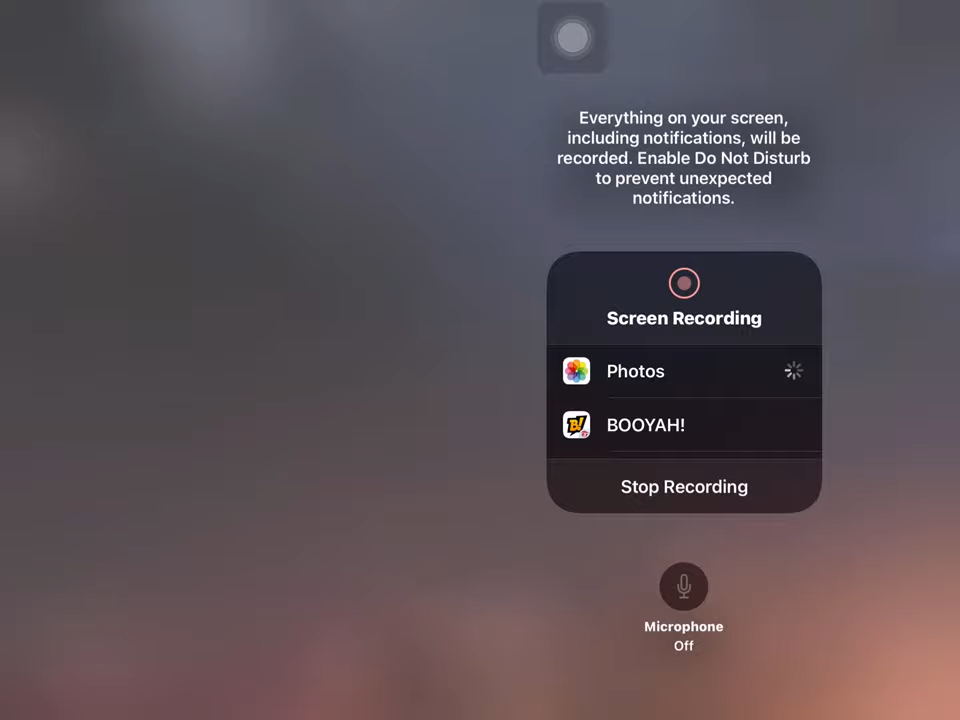 Everything on your screen,
including notifications, will be
recorded. Enable Do Not Disturb
to prevent unexpected
notifications.
Screen Recording
Photos
B!
BOOYAH!
Stop Recording
Microphone
Off